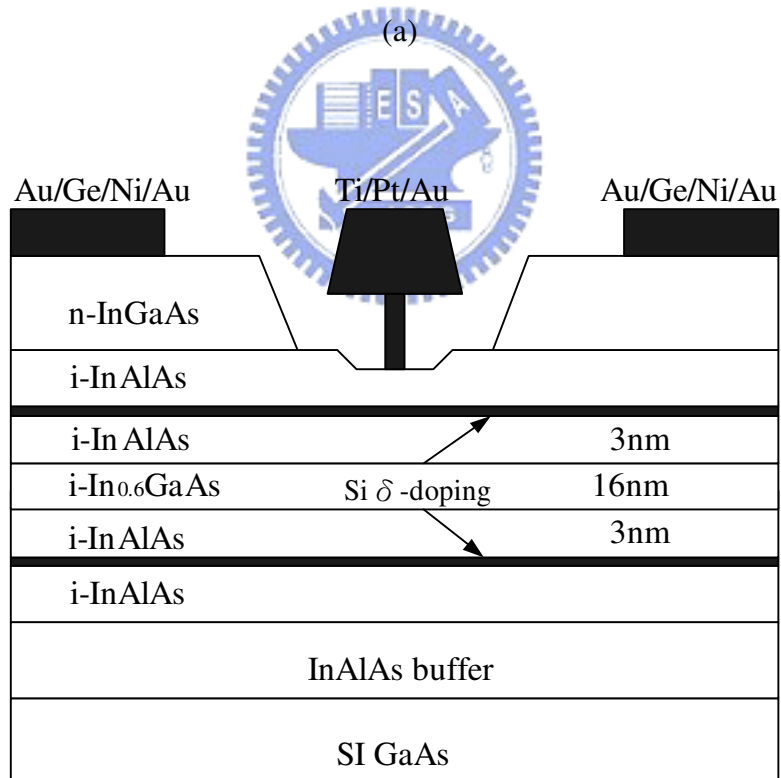 (a)
E S A
Au/Ge/Ni/Au Ti/Pt/Au Au/Ge/Ni/Au
n-InGaAs
i-InAlAs
i-InAlAs 3nm
i-In0.6GaAs Si δ-doping 16nm
i-InAlAs 3nm
i-InAlAs
InAlAs buffer
SI GaAs